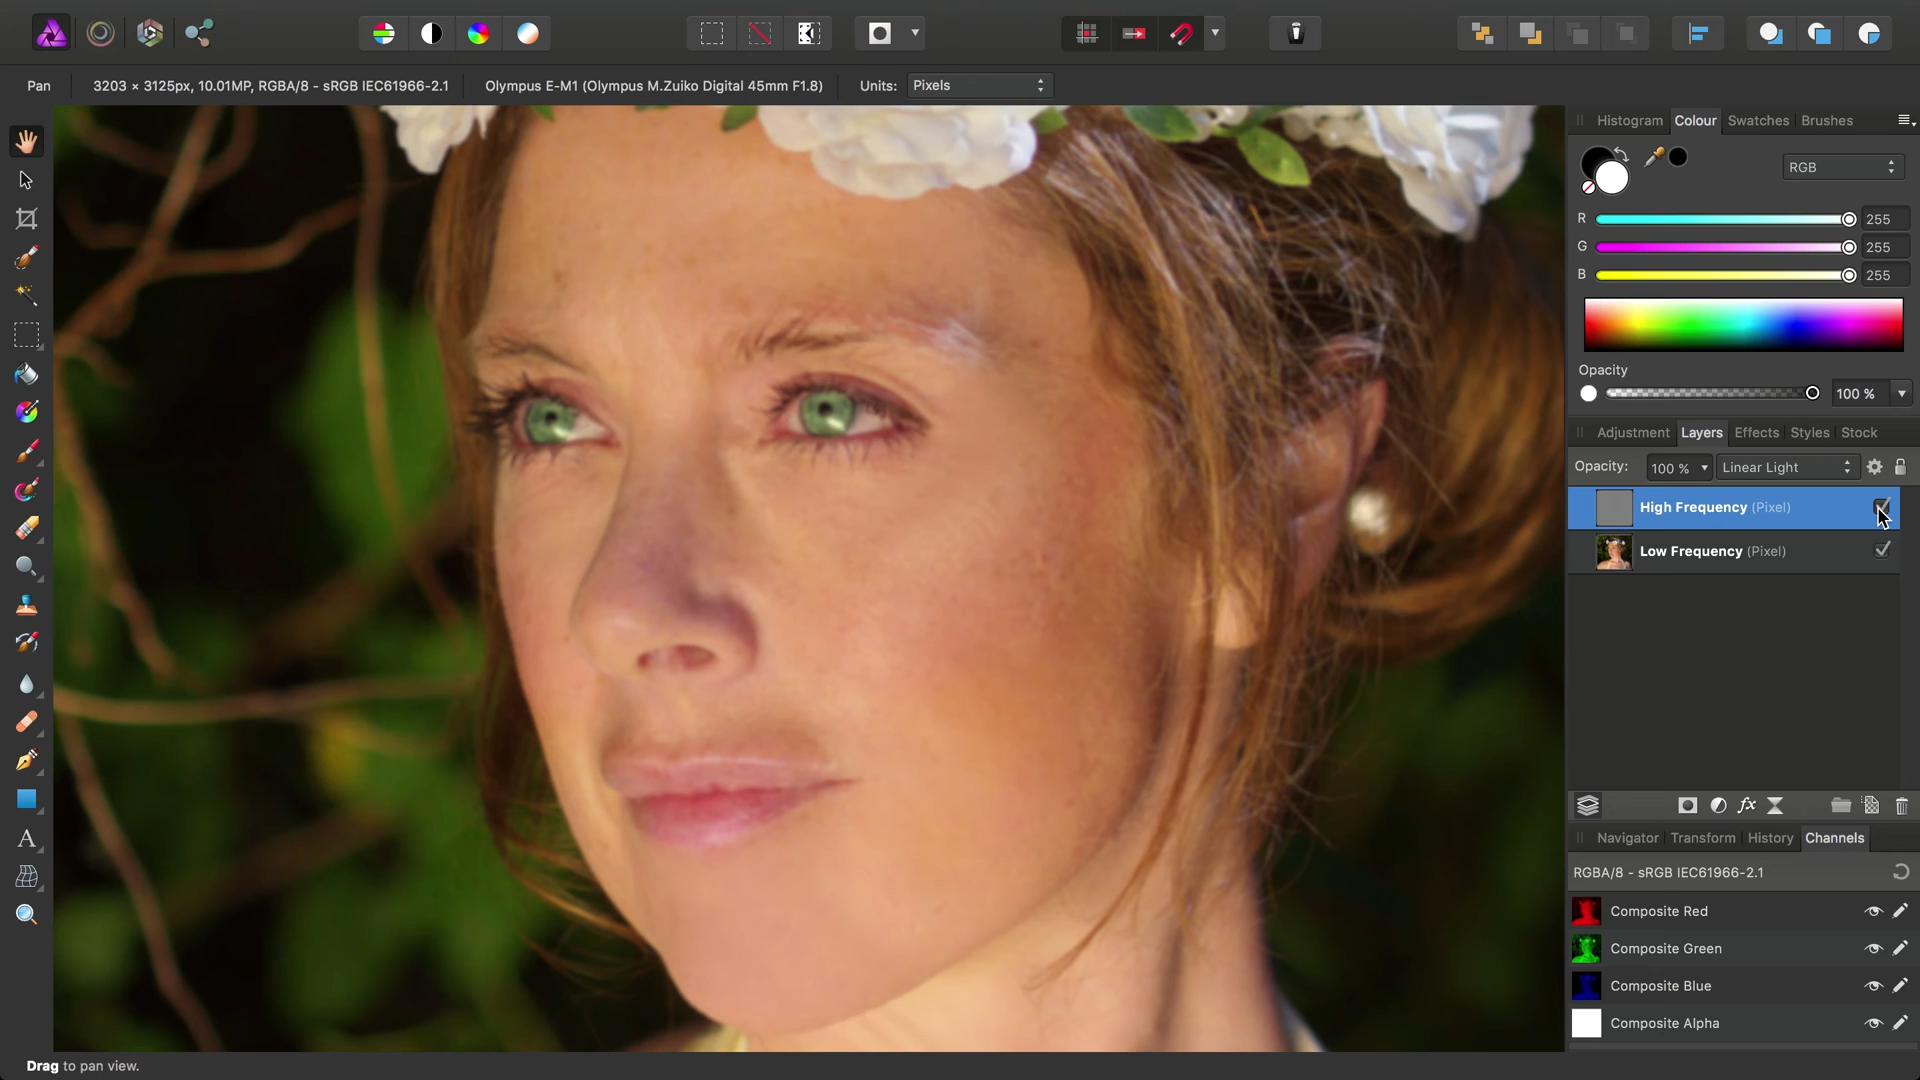 Pan
3203 × 3125px, 10.01MP, RGBA/8 - sRGB IEC61966-2.1
Olympus E-M1 (Olympus M.Zuiko Digital 45mm F1.8)
Units: Pixels
Histogram Colour Swatches Brushes
RGB
R 255
G 255
B 255
Opacity
100 %
Adjustment Layers Effects Styles Stock
Opacity: 100 % Linear Light
High Frequency (Pixel)
Low Frequency (Pixel)
fx
Navigator Transform History Channels
RGBA/8 - sRGB IEC61966-2.1
Composite Red
Composite Green
Composite Blue
Composite Alpha
A
Drag to pan view.